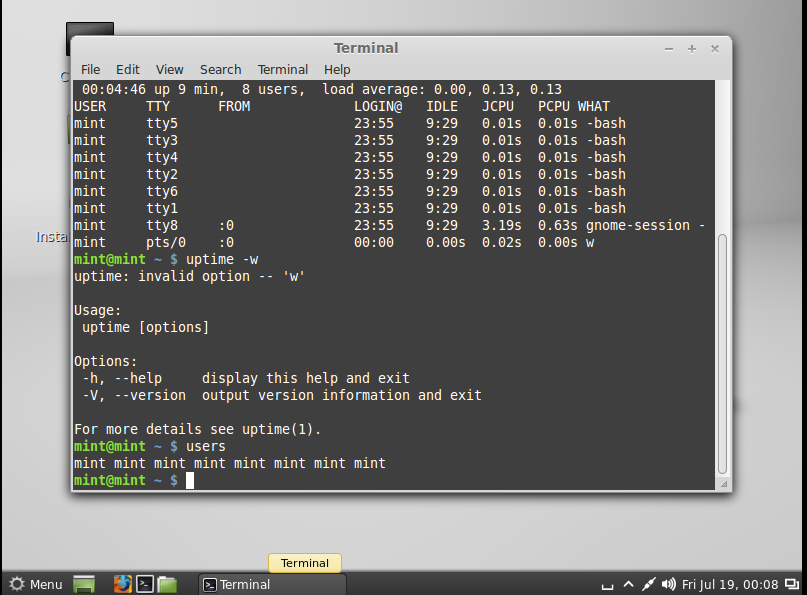 Terminal
File Edit View Search Terminal Help
00:04:46 up 9 min,  8 users,  load average: 0.00, 0.13, 0.13
USER     TTY      FROM             LOGIN@   IDLE   JCPU   PCPU WHAT
mint     tty5                      23:55    9:29   0.01s  0.01s -bash
mint     tty3                      23:55    9:29   0.01s  0.01s -bash
mint     tty4                      23:55    9:29   0.01s  0.01s -bash
mint     tty2                      23:55    9:29   0.01s  0.01s -bash
mint     tty6                      23:55    9:29   0.01s  0.01s -bash
mint     tty1                      23:55    9:29   0.01s  0.01s -bash
mint     tty8     :0               23:55    9:29   3.19s  0.63s gnome-session -
mint     pts/0    :0               00:00    0.00s  0.02s  0.00s w
mint@mint ~ $ uptime -w
uptime: invalid option -- 'w'
Usage:
uptime [options]
Options:
-h, --help     display this help and exit
-V, --version  output version information and exit
For more details see uptime(1).
mint@mint ~ $ users
mint mint mint mint mint mint mint mint
mint@mint ~ $
C
Insta
Terminal
Menu
Terminal
Fri Jul 19, 00:08